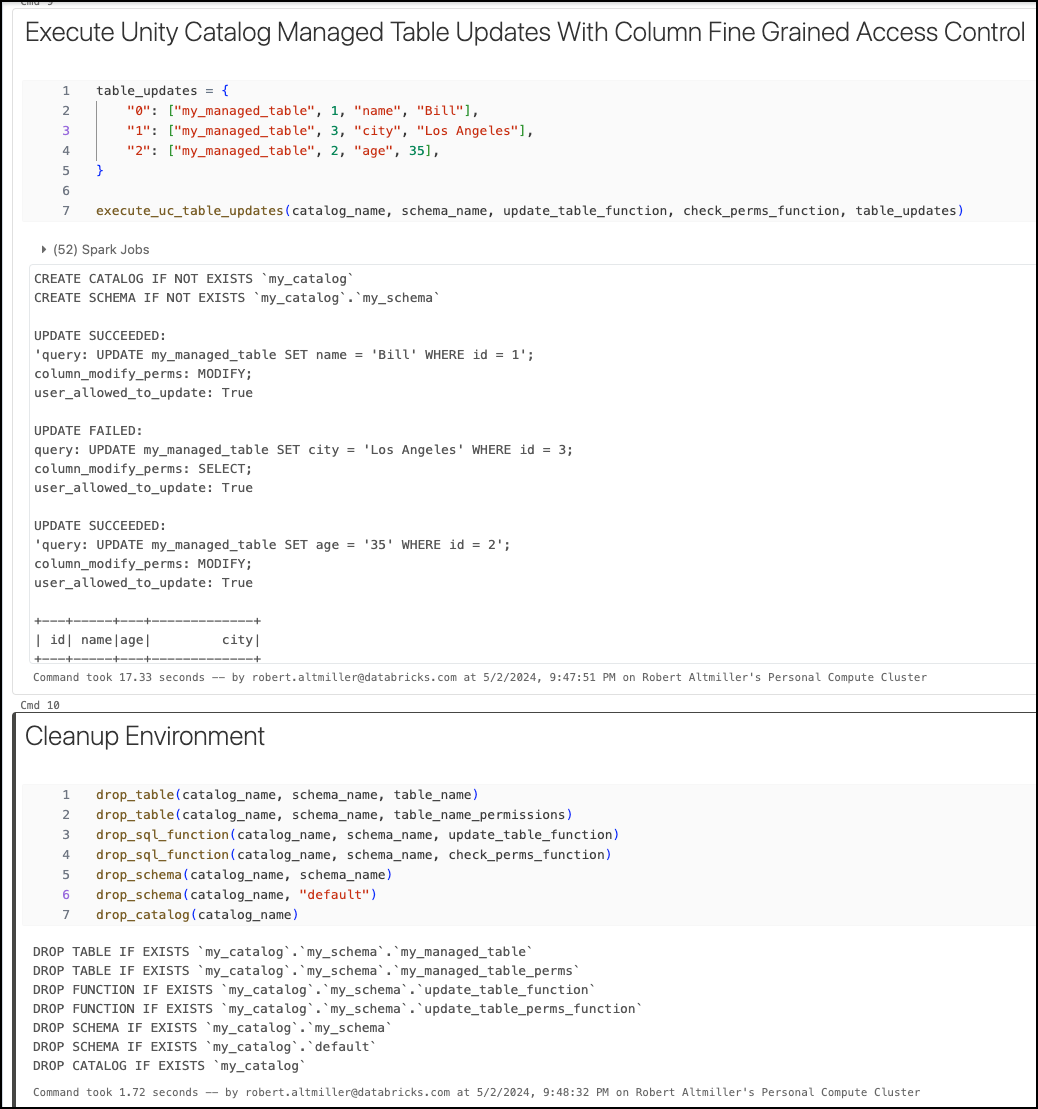 Execute Unity Catalog Managed Table Updates With Column Fine Grained Access Control
1 table_updates = {
2     "0": ["my_managed_table", 1, "name", "Bill"],
3     "1": ["my_managed_table", 3, "city", "Los Angeles"],
4     "2": ["my_managed_table", 2, "age", 35],
5 }
6
7 execute_uc_table_updates(catalog_name, schema_name, update_table_function, check_perms_function, table_updates)
(52) Spark Jobs
CREATE CATALOG IF NOT EXISTS `my_catalog`
CREATE SCHEMA IF NOT EXISTS `my_catalog`.`my_schema`
UPDATE SUCCEEDED:
'query: UPDATE my_managed_table SET name = 'Bill' WHERE id = 1';
column_modify_perms: MODIFY;
user_allowed_to_update: True
UPDATE FAILED:
query: UPDATE my_managed_table SET city = 'Los Angeles' WHERE id = 3;
column_modify_perms: SELECT;
user_allowed_to_update: True
UPDATE SUCCEEDED:
'query: UPDATE my_managed_table SET age = '35' WHERE id = 2';
column_modify_perms: MODIFY;
user_allowed_to_update: True
+---+-----+---+-------------+
| id| name|age|         city|
+---+-----+---+-------------+
Command took 17.33 seconds -- by robert.altmiller@databricks.com at 5/2/2024, 9:47:51 PM on Robert Altmiller's Personal Compute Cluster
Cmd 10
Cleanup Environment
1 drop_table(catalog_name, schema_name, table_name)
2 drop_table(catalog_name, schema_name, table_name_permissions)
3 drop_sql_function(catalog_name, schema_name, update_table_function)
4 drop_sql_function(catalog_name, schema_name, check_perms_function)
5 drop_schema(catalog_name, schema_name)
6 drop_schema(catalog_name, "default")
7 drop_catalog(catalog_name)
DROP TABLE IF EXISTS `my_catalog`.`my_schema`.`my_managed_table`
DROP TABLE IF EXISTS `my_catalog`.`my_schema`.`my_managed_table_perms`
DROP FUNCTION IF EXISTS `my_catalog`.`my_schema`.`update_table_function`
DROP FUNCTION IF EXISTS `my_catalog`.`my_schema`.`update_table_perms_function`
DROP SCHEMA IF EXISTS `my_catalog`.`my_schema`
DROP SCHEMA IF EXISTS `my_catalog`.`default`
DROP CATALOG IF EXISTS `my_catalog`
Command took 1.72 seconds -- by robert.altmiller@databricks.com at 5/2/2024, 9:48:32 PM on Robert Altmiller's Personal Compute Cluster